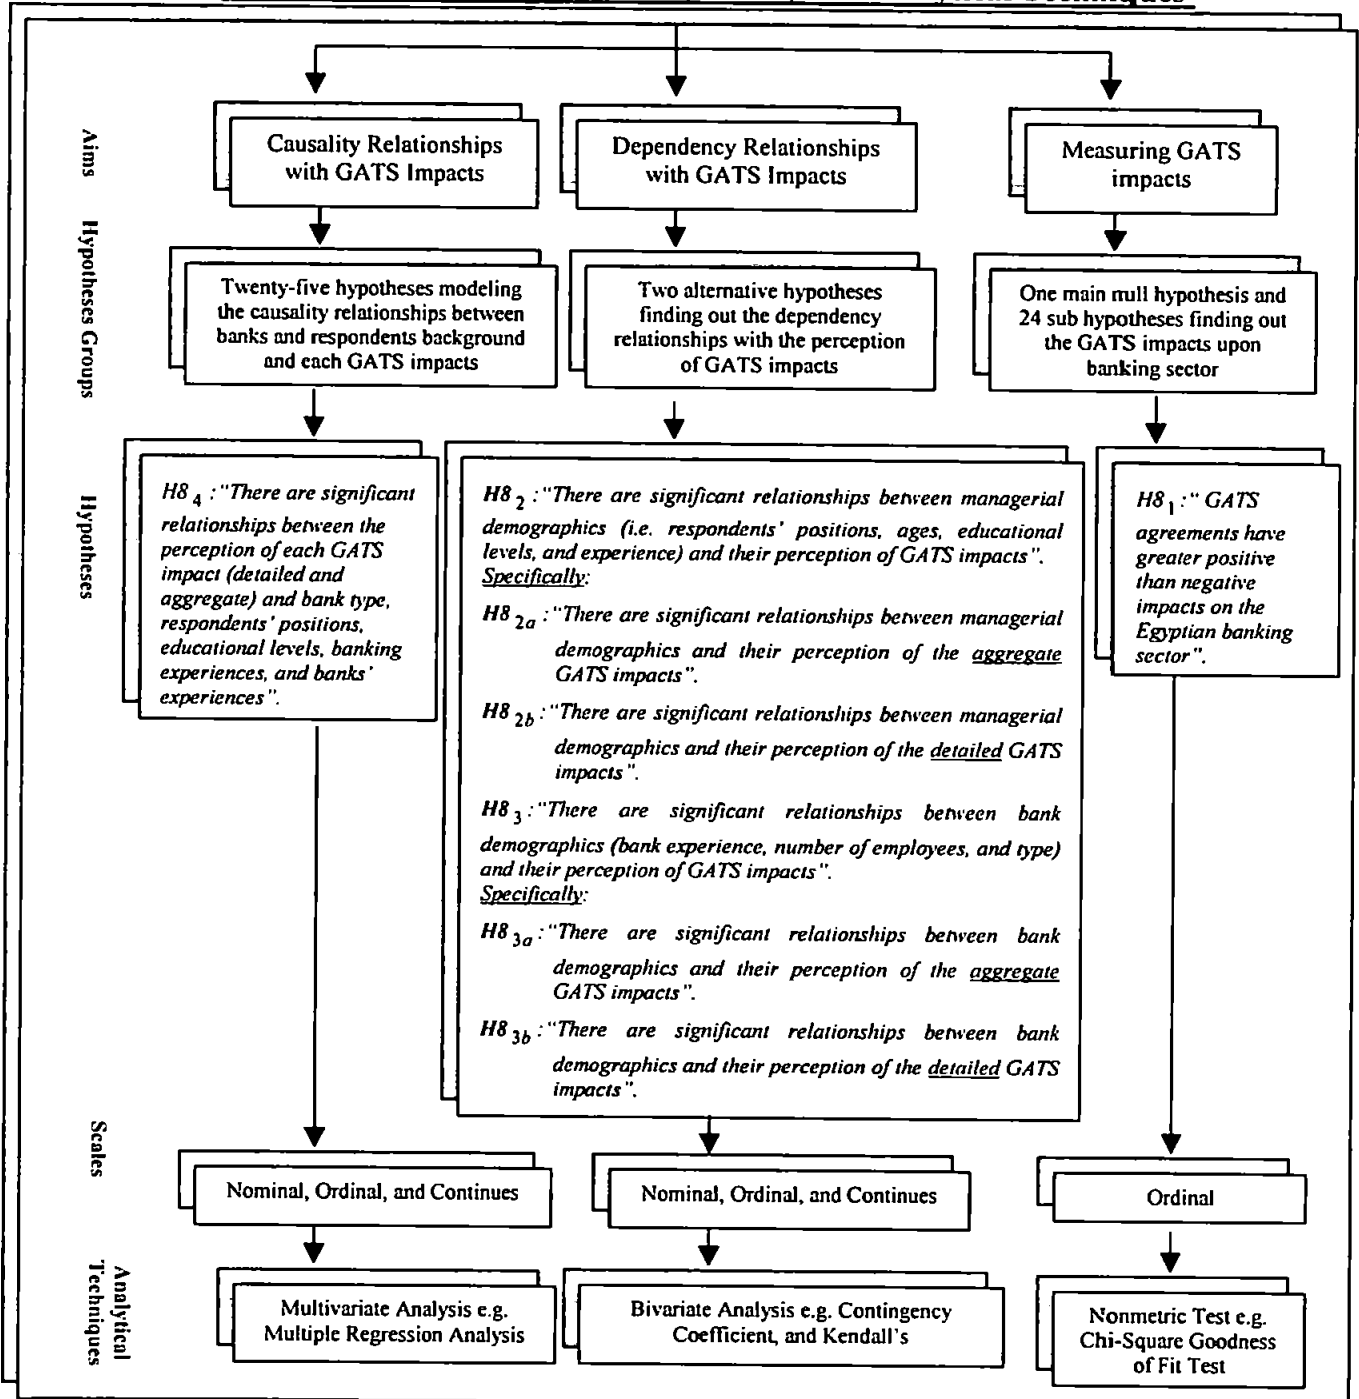 Techniques
Aims
Causality Relationships
with GATS Impacts
Dependency Relationships
with GATS Impacts
Measuring GATS
impacts
Hypotheses Groups
Twenty-five hypotheses modeling
the causality relationships between
banks and respondents background
and each GATS impacts
Two alternative hypotheses
finding out the dependency
relationships with the perception
of GATS impacts
One main null hypothesis and
24 sub hypotheses finding out
the GATS impacts upon
banking sector
Hypotheses
H8 4 : "There are significant
relationships between the
perception of each GATS
impact (detailed and
aggregate) and bank type,
respondents' positions,
educational levels, banking
experiences, and banks'
experiences".
H8 2 : "There are significant relationships between managerial
demographics (i.e. respondents' positions, ages, educational
levels, and experience) and their perception of GATS impacts".
Specifically:
H8 2a : "There are significant relationships between managerial
demographics and their perception of the aggregate
GATS impacts".
H8 2b : "There are significant relationships between managerial
demographics and their perception of the detailed GATS
impacts".
H8 3 : "There are significant relationships between bank
demographics (bank experience, number of employees, and type)
and their perception of GATS impacts".
Specifically:
H8 3a : "There are significant relationships between bank
demographics and their perception of the aggregate
GATS impacts".
H8 3b : "There are significant relationships between bank
demographics and their perception of the detailed GATS
impacts".
H8 1 : " GATS
agreements have
greater positive
than negative
impacts on the
Egyptian banking
sector".
Scales
Nominal, Ordinal, and Continues
Nominal, Ordinal, and Continues
Ordinal
Analytical
Techniques
Multivariate Analysis e.g.
Multiple Regression Analysis
Bivariate Analysis e.g. Contingency
Coefficient, and Kendall's
Nonmetric Test e.g.
Chi-Square Goodness
of Fit Test